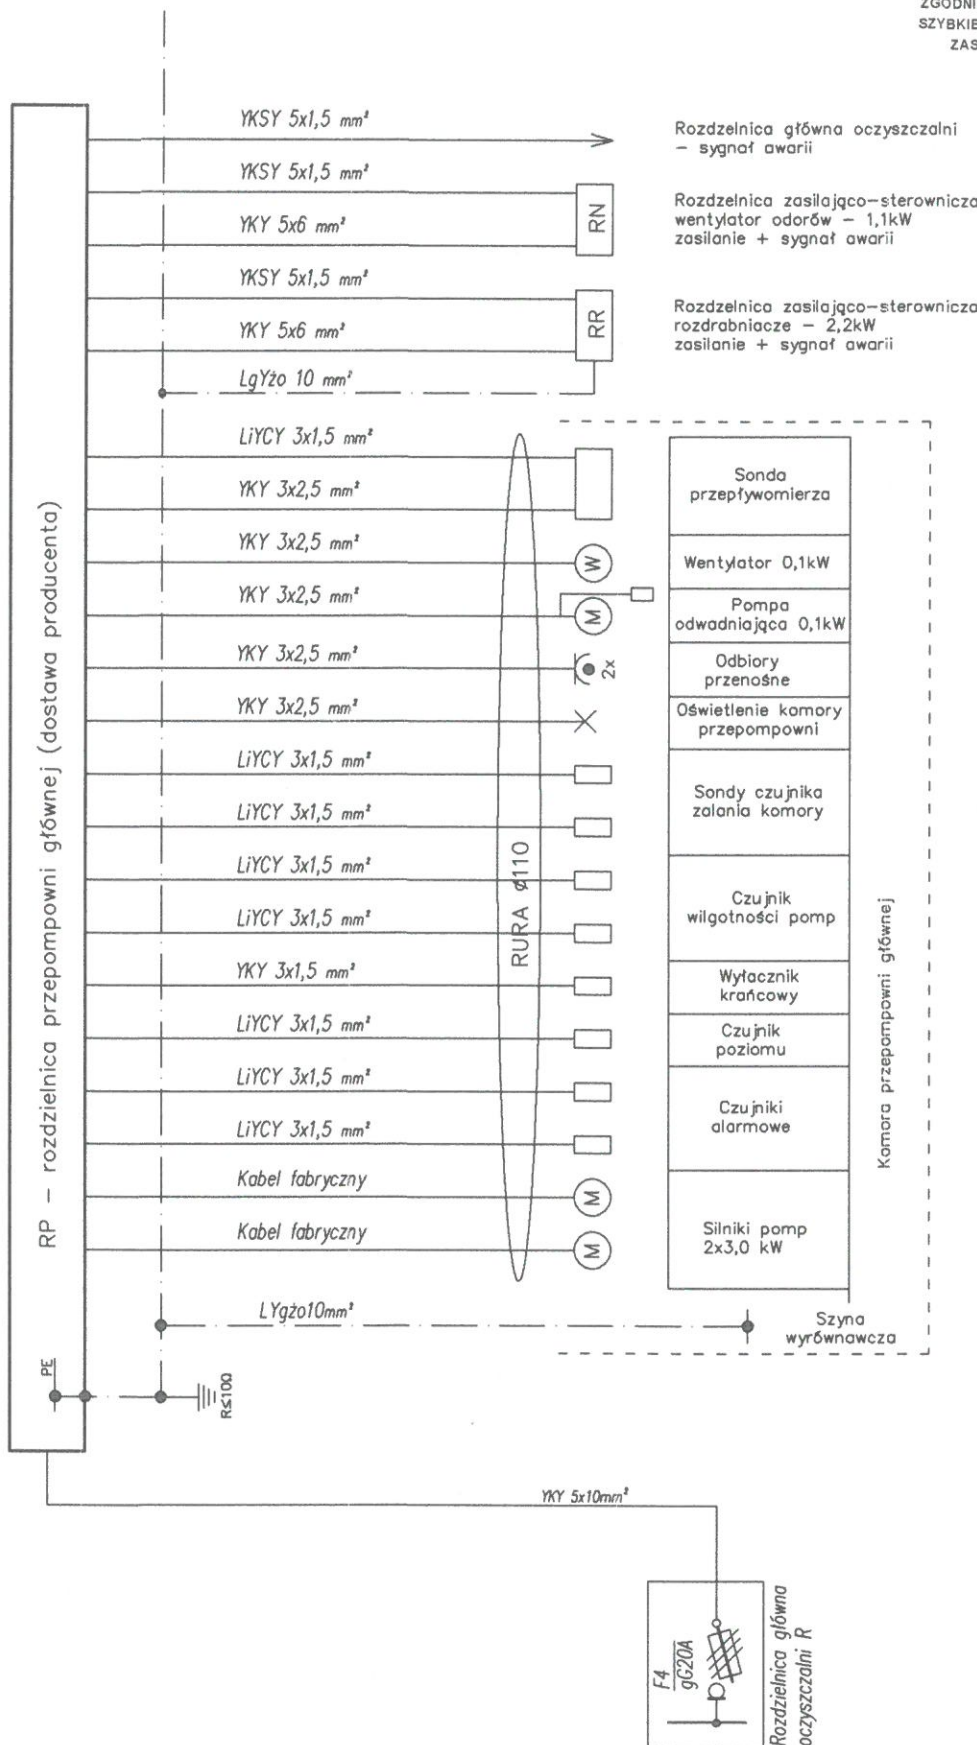 ZGODNI
SZYBKIE
ZAS
YKSY 5x1,5 mm²
Rozdzelnica główna oczyszczalni
– sygnał awarii
YKSY 5x1,5 mm²
YKY 5x6 mm²
RN
Rozdzelnica zasilająco–sterownicza
wentylator odorów – 1,1kW
zasilanie + sygnał awarii
YKSY 5x1,5 mm²
YKY 5x6 mm²
RR
Rozdzelnica zasilająco–sterownicza
rozdrabniacze – 2,2kW
zasilanie + sygnał awarii
LgYżo 10 mm²
RP – rozdzielnica przepompowni głównej (dostawa producenta)
LiYCY 3x1,5 mm²
YKY 3x2,5 mm²
Sonda
przepływomierza
YKY 3x2,5 mm²
W
Wentylator 0,1kW
YKY 3x2,5 mm²
M
Pompa
odwadniająca 0,1kW
YKY 3x2,5 mm²
2x
Odbiory
przenośne
YKY 3x2,5 mm²
Oświetlenie komory
przepompowni
LiYCY 3x1,5 mm²
LiYCY 3x1,5 mm²
Sondy czujnika
zalania komory
LiYCY 3x1,5 mm²
LiYCY 3x1,5 mm²
Czujnik
wilgotności pomp
RURA ø110
YKY 3x1,5 mm²
Wyłacznik
krańcowy
LiYCY 3x1,5 mm²
Czujnik
poziomu
LiYCY 3x1,5 mm²
LiYCY 3x1,5 mm²
Czujniki
alarmowe
Kabel fabryczny
M
Kabel fabryczny
M
Silniki pomp
2x3,0 kW
Komora przepompowni głównej
LYgżo10mm²
Szyna
wyrównawcza
PE
R≤10Ω
YKY 5x10mm²
F4
gG20A
Rozdzielnica główna
oczyszczalni R